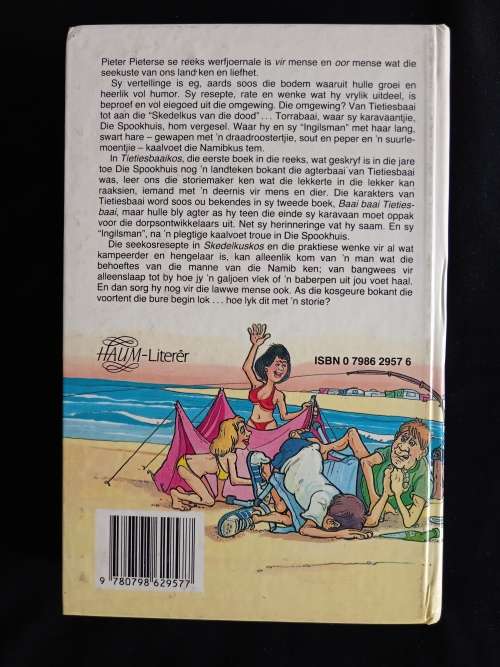 Pieter Pieterse se reeks werfjoernale is vir mense en oor mense wat die
seekuste van ons land ken en liefhet.
Sy vertellinge is eg, aards soos die bodem waaruit hulle groei en
heerlik vol humor. Sy resepte, rate en wenke wat hy vrylik uitdeel, is
beproef en vol eiegoed uit die omgewing. Die omgewing? Van Tietiesbaai
tot aan die "Skedelkus van die dood" . . . Torrabaai, waar sy karavaantjie,
Die Spookhuis, hom vergesel. Waar hy en sy "Ingilsman" met haar lang,
swart hare – gewapen met 'n draadroostertjie, sout en peper en 'n suurle-
moentjie – kaalvoet die Namibkus tem.
In Tietiesbaaikos, die eerste boek in die reeks, wat geskryf is in die jare
toe Die Spookhuis nog 'n landteken bokant die agterbaai van Tietiesbaai
was, leer ons die storiemaker ken wat die lekkerte in die lekker kan
raaksien, iemand met 'n deernis vir mens en dier. Die karakters van
Tietiesbaai word soos ou bekendes in sy tweede boek, Baai baai Tieties-
baai, maar hulle bly agter as hy teen die einde sy karavaan moet oppak
voor die dorpsontwikkelaars uit. Net sy herinneringe vat hy saam. En sy
"Ingilsman", na 'n piegtige kaalvoet troue in Die Spookhuis.
Die seekosresepte in Skedelkuskos en die praktiese wenke vir al wat
kampeerder en hengelaar is, kan alleenlik kom van 'n man wat die
behoeftes van die manne van die Namib ken; van bangwees vir
alleenslaap tot by hoe jy 'n galjoen vlek of 'n baberpen uit jou voet haal.
En dan sorg hy nog vir die lawwe mense ook. As die kosgeure bokant die
voortent die bure begin lok . . . hoe lyk dit met 'n storie?
HAUM-Literêr
ISBN 0 7986 2957 6
9 780798 629577